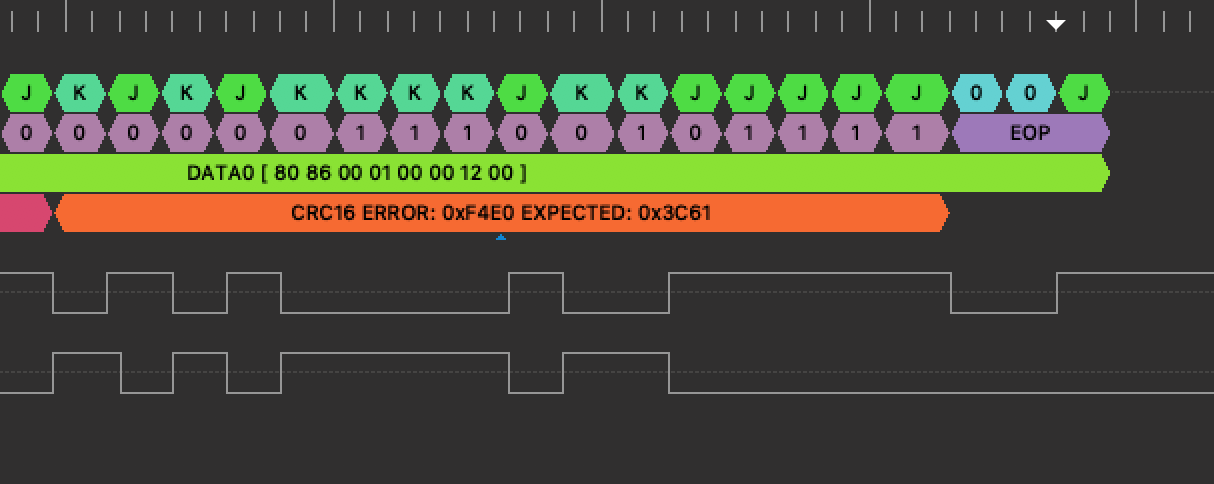 J K J K J K K K K J K K J J J J J 0 0 J
0 0 0 0 0 0 1 1 1 0 0 1 0 1 1 1 1 EOP
DATA0 [ 80 86 00 01 00 00 12 00 ]
CRC16 ERROR: 0xF4E0 EXPECTED: 0x3C61